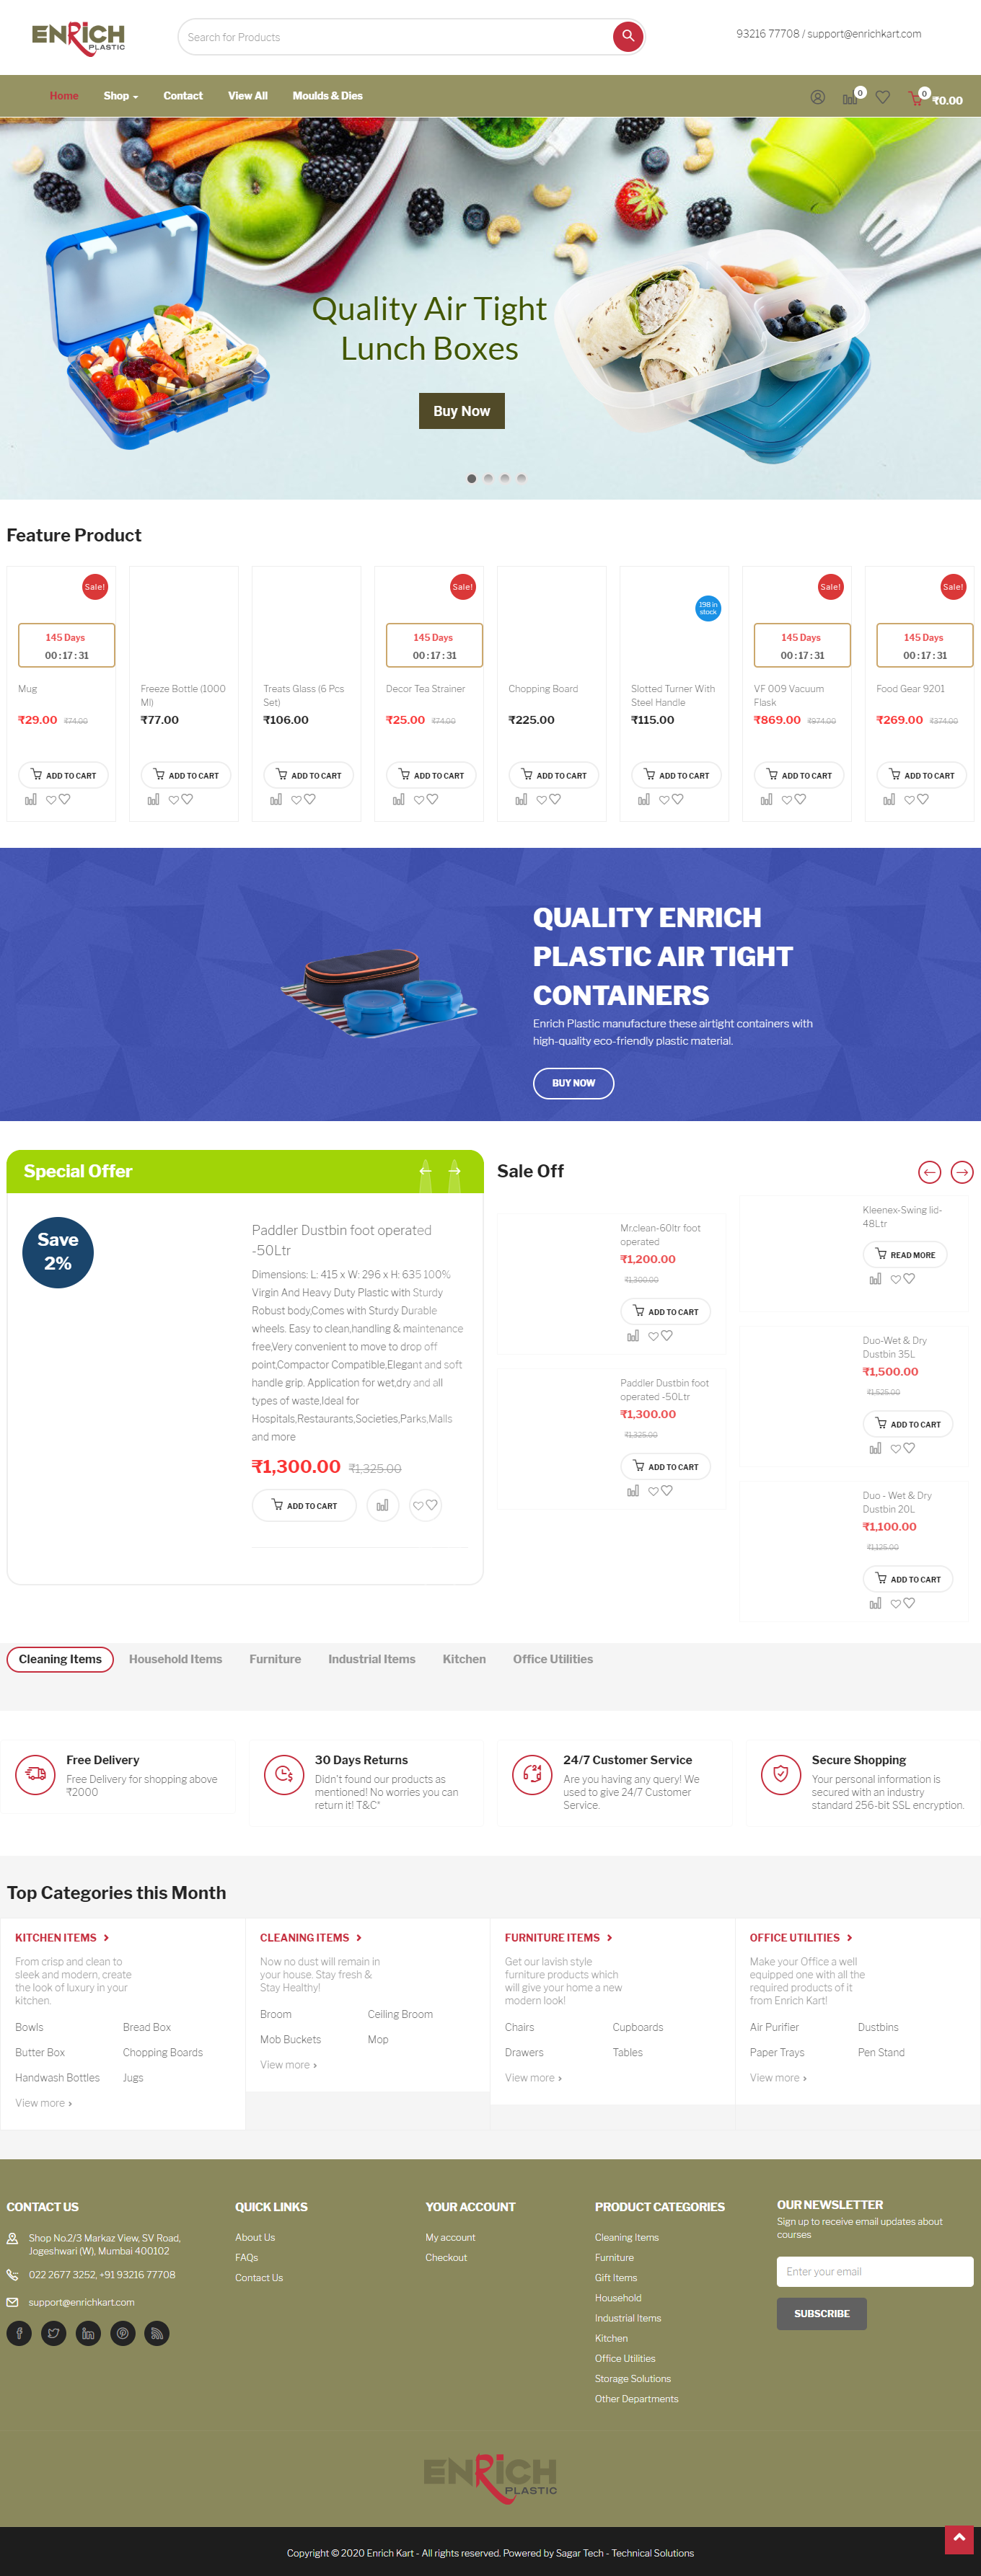 ENRICH
PLASTIC
Search for Products
93216 77708 / support@enrichkart.com
Home
Shop
Contact
View All
Moulds & Dies
0
0
₹0.00
Quality Air Tight
Lunch Boxes
Buy Now
Feature Product
Sale!
145 Days
00 : 17 : 31
Mug
₹29.00 ₹74.00
ADD TO CART
Freeze Bottle (1000
Ml)
₹77.00
ADD TO CART
Treats Glass (6 Pcs
Set)
₹106.00
ADD TO CART
Sale!
145 Days
00 : 17 : 31
Decor Tea Strainer
₹25.00 ₹74.00
ADD TO CART
Chopping Board
₹225.00
ADD TO CART
198 in
stock
Slotted Turner With
Steel Handle
₹115.00
ADD TO CART
Sale!
145 Days
00 : 17 : 31
VF 009 Vacuum
Flask
₹869.00 ₹974.00
ADD TO CART
Sale!
145 Days
00 : 17 : 31
Food Gear 9201
₹269.00 ₹374.00
ADD TO CART
QUALITY ENRICH
PLASTIC AIR TIGHT
CONTAINERS
Enrich Plastic manufacture these airtight containers with
high-quality eco-friendly plastic material.
BUY NOW
Special Offer
Save
2%
Paddler Dustbin foot operated
-50Ltr
Dimensions: L: 415 x W: 296 x H: 635 100%
Virgin And Heavy Duty Plastic with Sturdy
Robust body,Comes with Sturdy Durable
wheels. Easy to clean,handling & maintenance
free,Very convenient to move to drop off
point,Compactor Compatible,Elegant and soft
handle grip. Application for wet,dry and all
types of waste,Ideal for
Hospitals,Restaurants,Societies,Parks,Malls
and more
₹1,300.00 ₹1,325.00
ADD TO CART
Sale Off
Mr.clean-60ltr foot
operated
₹1,200.00
₹1,300.00
ADD TO CART
Paddler Dustbin foot
operated -50Ltr
₹1,300.00
₹1,325.00
ADD TO CART
Kleenex-Swing lid-
48Ltr
READ MORE
Duo-Wet & Dry
Dustbin 35L
₹1,500.00
₹1,525.00
ADD TO CART
Duo - Wet & Dry
Dustbin 20L
₹1,100.00
₹1,125.00
ADD TO CART
Cleaning Items
Household Items
Furniture
Industrial Items
Kitchen
Office Utilities
Free Delivery
Free Delivery for shopping above
₹2000
30 Days Returns
Didn't found our products as
mentioned! No worries you can
return it! T&C*
24
24/7 Customer Service
Are you having any query! We
used to give 24/7 Customer
Service.
Secure Shopping
Your personal information is
secured with an industry
standard 256-bit SSL encryption.
Top Categories this Month
KITCHEN ITEMS
From crisp and clean to
sleek and modern, create
the look of luxury in your
kitchen.
Bowls
Bread Box
Butter Box
Chopping Boards
Handwash Bottles
Jugs
View more
CLEANING ITEMS
Now no dust will remain in
your house. Stay fresh &
Stay Healthy!
Broom
Ceiling Broom
Mob Buckets
Mop
View more
FURNITURE ITEMS
Get our lavish style
furniture products which
will give your home a new
modern look!
Chairs
Cupboards
Drawers
Tables
View more
OFFICE UTILITIES
Make your Office a well
equipped one with all the
required products of it
from Enrich Kart!
Air Purifier
Dustbins
Paper Trays
Pen Stand
View more
CONTACT US
Shop No.2/3 Markaz View, SV Road,
Jogeshwari (W), Mumbai 400102
022 2677 3252, +91 93216 77708
support@enrichkart.com
QUICK LINKS
About Us
FAQs
Contact Us
YOUR ACCOUNT
My account
Checkout
PRODUCT CATEGORIES
Cleaning Items
Furniture
Gift Items
Household
Industrial Items
Kitchen
Office Utilities
Storage Solutions
Other Departments
OUR NEWSLETTER
Sign up to receive email updates about
courses
Enter your email
SUBSCRIBE
ENRICH
PLASTIC
Copyright © 2020 Enrich Kart - All rights reserved. Powered by Sagar Tech - Technical Solutions